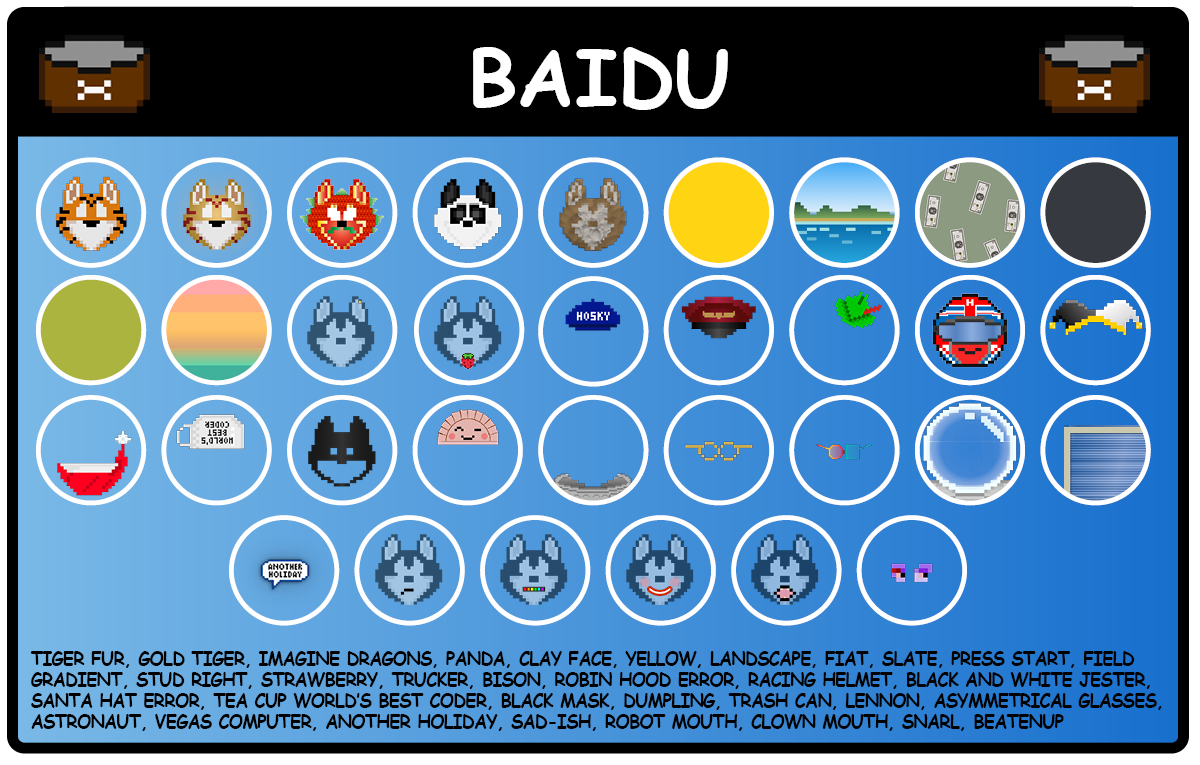 BAIDU
HOSKY
H
WORLD'S
BEST
CODER
ANOTHER
HOLIDAY
TIGER FUR, GOLD TIGER, IMAGINE DRAGONS, PANDA, CLAY FACE, YELLOW, LANDSCAPE, FIAT, SLATE, PRESS START, FIELD
GRADIENT, STUD RIGHT, STRAWBERRY, TRUCKER, BISON, ROBIN HOOD ERROR, RACING HELMET, BLACK AND WHITE JESTER,
SANTA HAT ERROR, TEA CUP WORLD'S BEST CODER, BLACK MASK, DUMPLING, TRASH CAN, LENNON, ASYMMETRICAL GLASSES,
ASTRONAUT, VEGAS COMPUTER, ANOTHER HOLIDAY, SAD-ISH, ROBOT MOUTH, CLOWN MOUTH, SNARL, BEATENUP